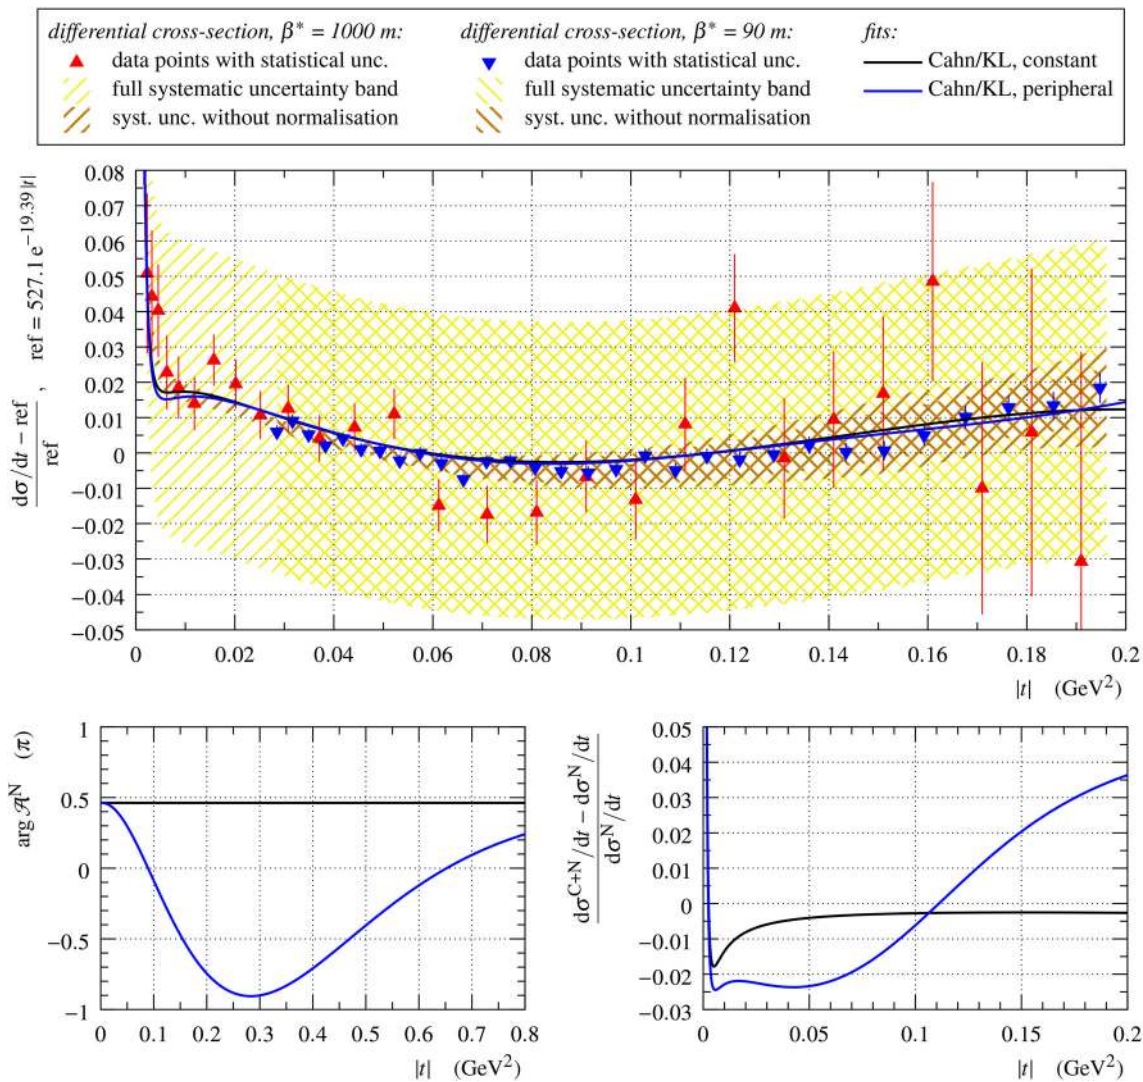 differential cross-section, β* = 1000 m:
data points with statistical unc.
full systematic uncertainty band
syst. unc. without normalisation
differential cross-section, β* = 90 m:
data points with statistical unc.
full systematic uncertainty band
syst. unc. without normalisation
fits:
Cahn/KL, constant
Cahn/KL, peripheral
dσ/dt − ref
ref
, ref = 527.1 e^{−19.39 |t|}
0.08
0.07
0.06
0.05
0.04
0.03
0.02
0.01
0
−0.01
−0.02
−0.03
−0.04
−0.05
0 0.02 0.04 0.06 0.08 0.1 0.12 0.14 0.16 0.18 0.2
|t| (GeV²)
arg 𝒜ᴺ (π)
1
0.5
0
−0.5
−1
0 0.1 0.2 0.3 0.4 0.5 0.6 0.7 0.8
|t| (GeV²)
dσ^{C+N}/dt − dσ^N/dt
dσ^N/dt
0.05
0.04
0.03
0.02
0.01
0
−0.01
−0.02
−0.03
0 0.05 0.1 0.15 0.2
|t| (GeV²)